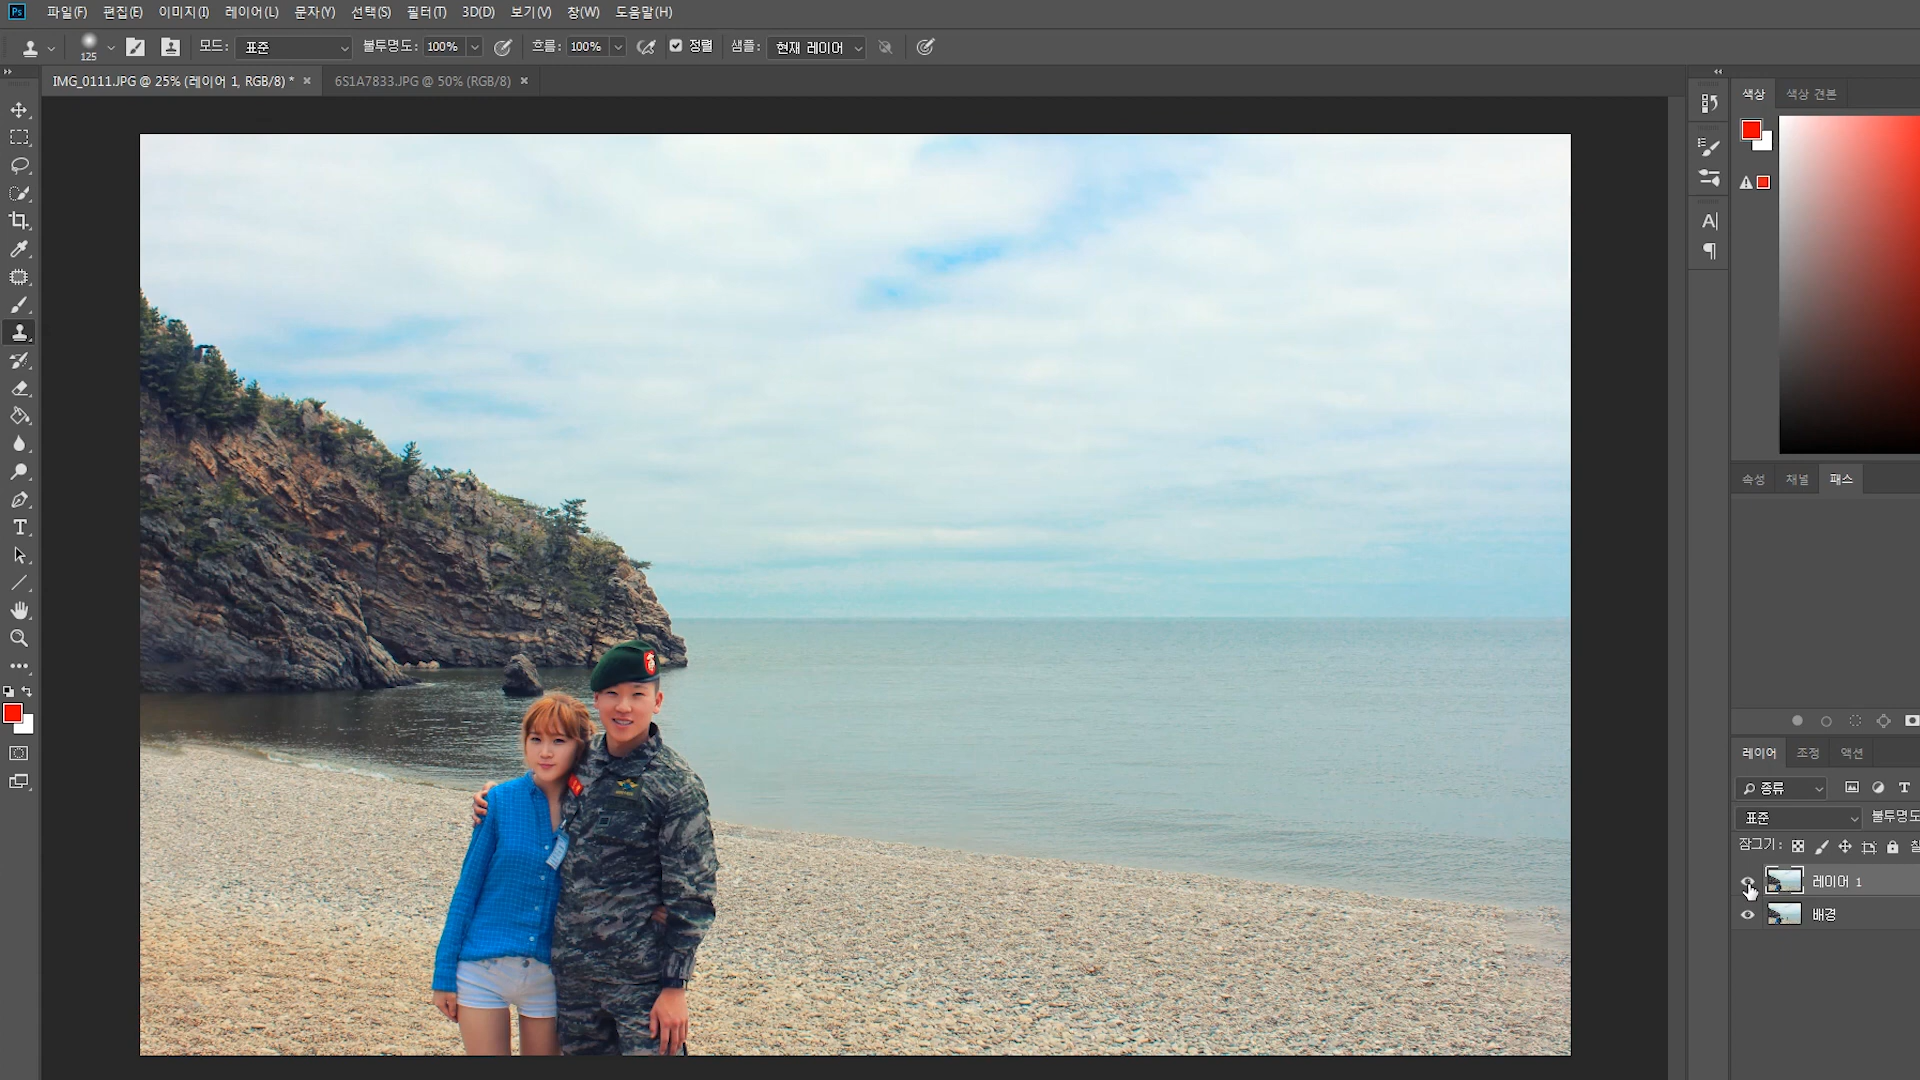 Ps 파일(F) 편집(E) 이미지(I) 레이어(L) 문자(Y) 선택(S) 필터(T) 3D(D) 보기(V) 창(W) 도움말(H)
125 모드: 표준 불투명도: 100% 흐름: 100% 정렬 샘플: 현재 레이어
IMG_0111.JPG @ 25% (레이어 1, RGB/8) * × 6S1A7833.JPG @ 50% (RGB/8) ×
색상 색상 견본
속성 채널 패스
레이어 조정 액션
종류
표준 불투명도
잠그기: 칠
레이어 1
배경